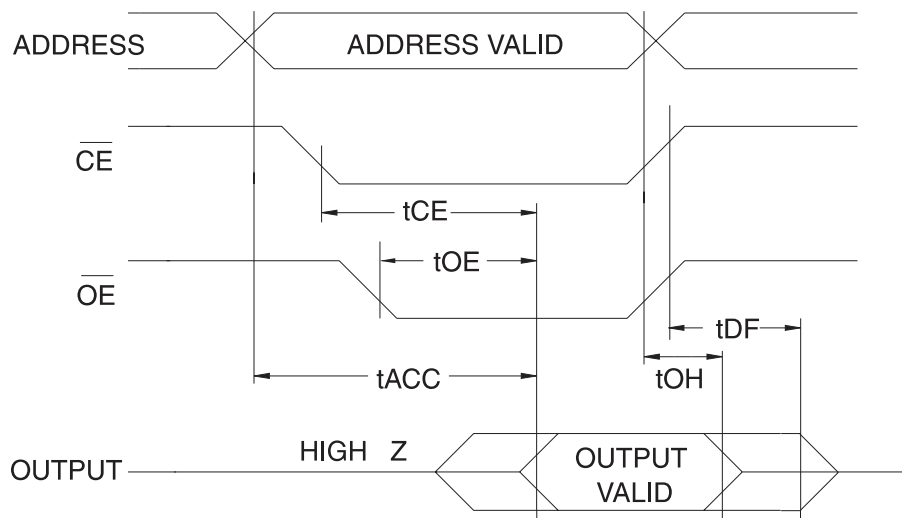 ADDRESS
ADDRESS VALID
CE
tCE
OE
tOE
tDF
tACC
tOH
OUTPUT
HIGH Z
OUTPUT
VALID